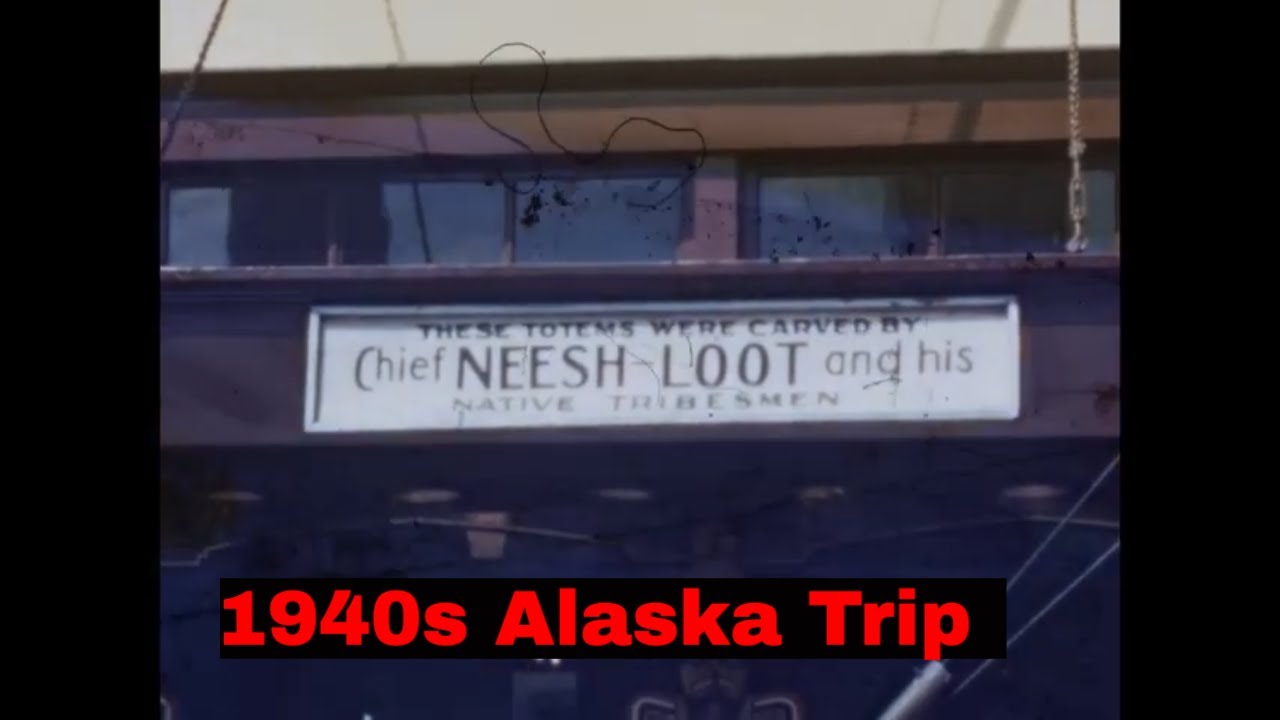 THESE TOTEMS WERE CARVED BY
Chief NEESH-LOOT and his
NATIVE TRIBESMEN
1940s Alaska Trip